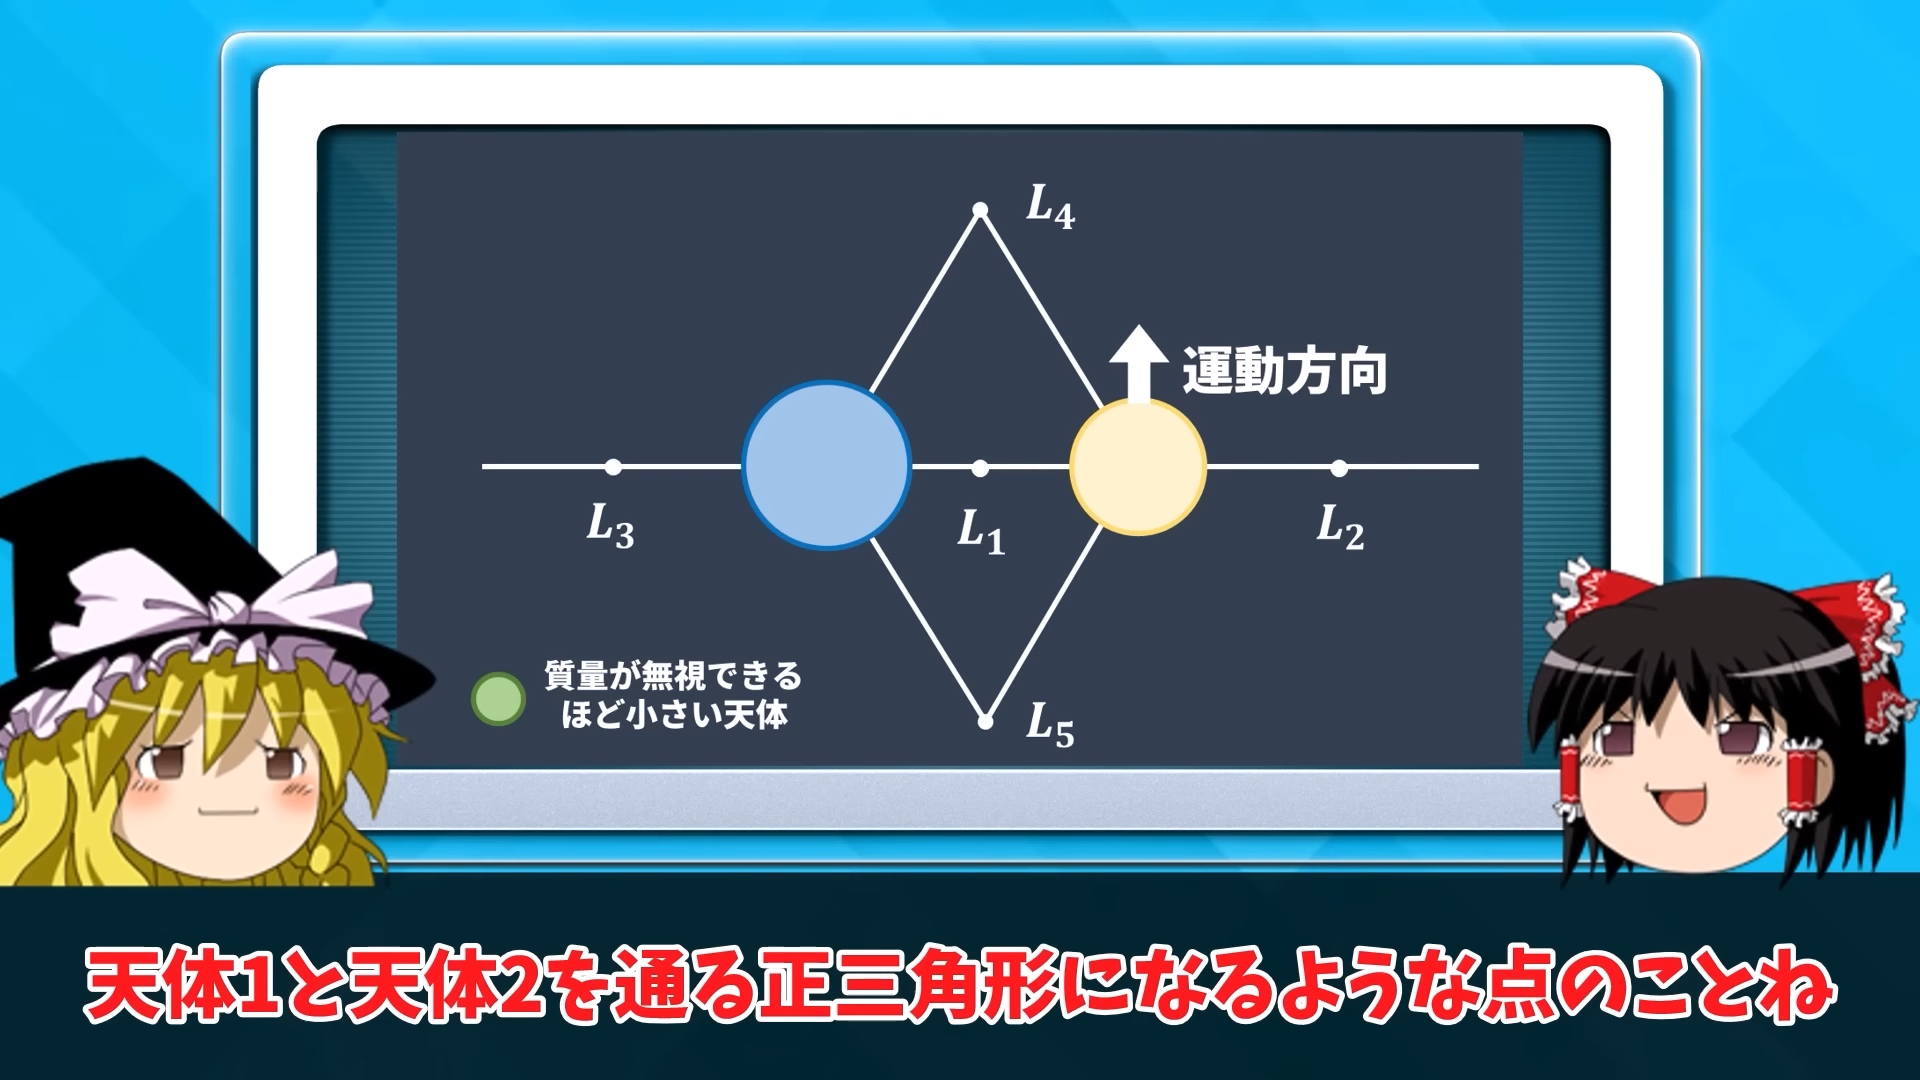 L4
運動方向
L3
L1
L2
質量が無視できる
ほど小さい天体
L5
天体1と天体2を通る正三角形になるような点のことね